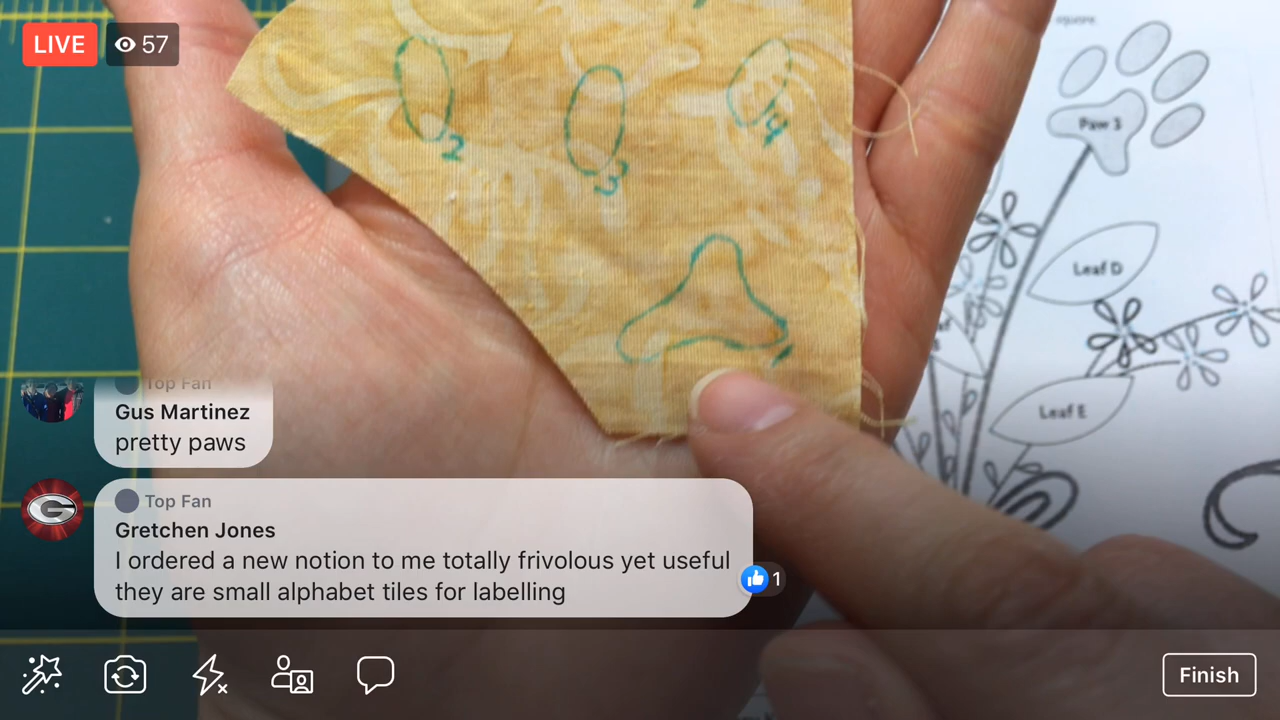 LIVE
57
square.
2
3
4
Paw 3
Leaf D
Leaf E
Top Fan
Gus Martinez
pretty paws
Top Fan
Gretchen Jones
I ordered a new notion to me totally frivolous yet useful
they are small alphabet tiles for labelling
1
Finish